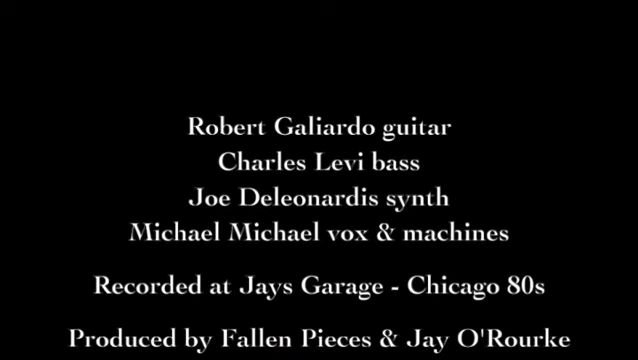 Robert Galiardo guitar
Charles Levi bass
Joe Deleonardis synth
Michael Michael vox & machines
Recorded at Jays Garage - Chicago 80s
Produced by Fallen Pieces & Jay O'Rourke